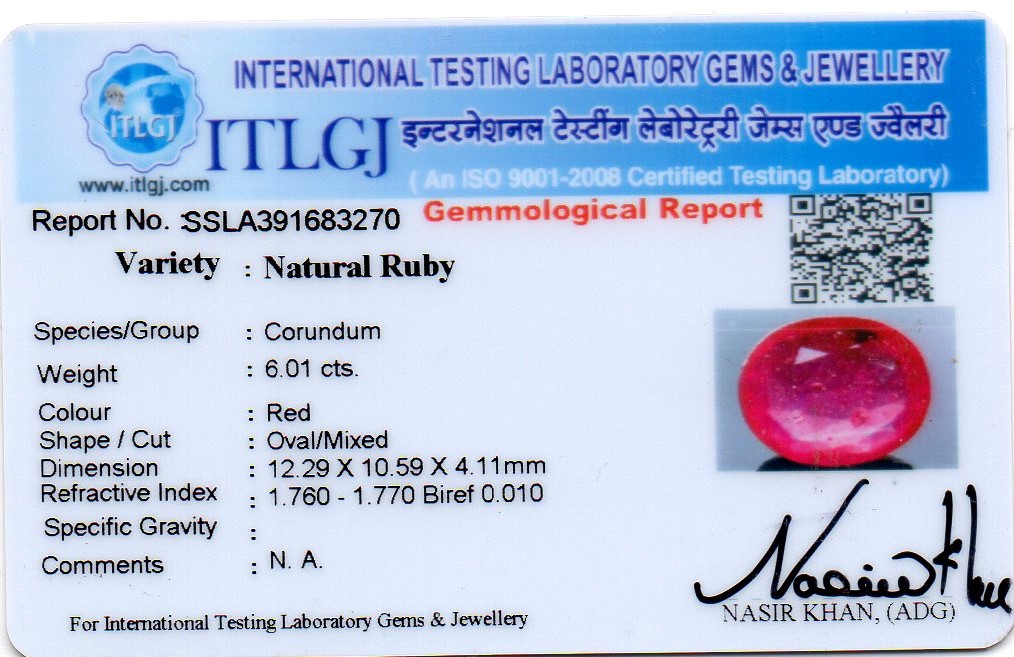 INTERNATIONAL TESTING LABORATORY GEMS & JEWELLERY
ITLGJ
ITLGJ
इन्टरनेशनल टेस्टींग लेबोरेट्ररी जेम्स एण्ड ज्वैलरी
www.itlgj.com
( An ISO 9001-2008 Certified Testing Laboratory)
Report No. :SSLA391683270
Gemmological Report
Variety : Natural Ruby
Species/Group : Corundum
Weight : 6.01 cts.
Colour : Red
Shape / Cut : Oval/Mixed
Dimension : 12.29 X 10.59 X 4.11mm
Refractive Index : 1.760 - 1.770 Biref 0.010
Specific Gravity :
Comments : N. A.
Nasir Khan
NASIR KHAN, (ADG)
For International Testing Laboratory Gems & Jewellery